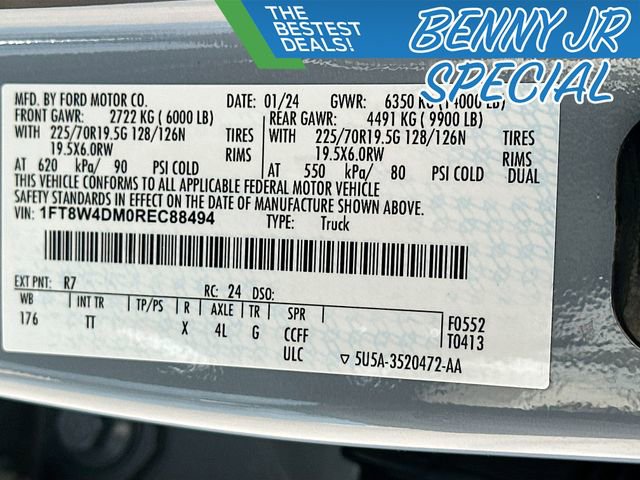 THE
BESTEST
DEALS!
BENNY JR
SPECIAL
MFD. BY FORD MOTOR CO. DATE: 01/24 GVWR: 6350 KG (14000 LB)
FRONT GAWR: 2722 KG ( 6000 LB) REAR GAWR: 4491 KG ( 9900 LB)
WITH 225/70R19.5G 128/126N TIRES WITH 225/70R19.5G 128/126N TIRES
19.5X6.0RW RIMS 19.5X6.0RW RIMS
AT 620 kPa/ 90 PSI COLD AT 550 kPa/ 80 PSI COLD DUAL
THIS VEHICLE CONFORMS TO ALL APPLICABLE FEDERAL MOTOR VEHICLE
SAFETY STANDARDS IN EFFECT ON THE DATE OF MANUFACTURE SHOWN ABOVE.
VIN: 1FT8W4DM0REC88494 TYPE: Truck
EXT PNT: R7 RC: 24 DSO:
WB INT TR TP/PS R AXLE TR SPR F0552
176 TT X 4L G CCFF T0413
ULC 5U5A-3520472-AA